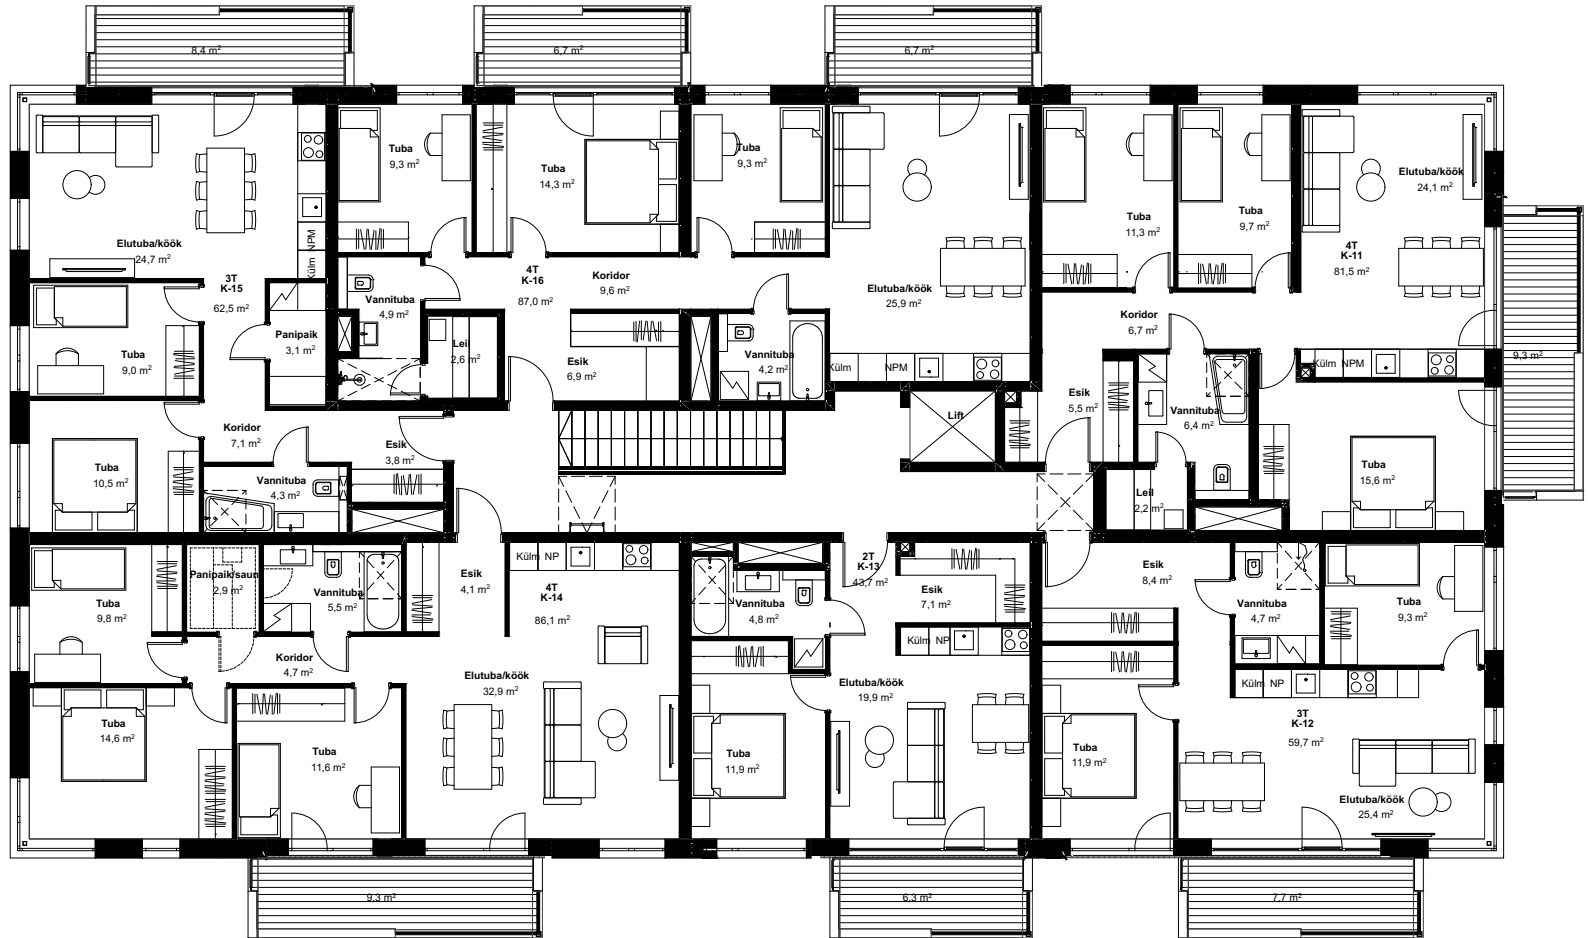 8,4 m²
6,7 m²
6,7 m²
Elutuba/köök
24,7 m²
3T
K-15
62,5 m²
NPM
Külm
Panipaik
3,1 m²
Tuba
9,0 m²
Tuba
10,5 m²
Koridor
7,1 m²
Vannituba
4,3 m²
Esik
3,8 m²
Tuba
9,3 m²
Tuba
14,3 m²
Tuba
9,3 m²
4T
K-16
87,0 m²
Koridor
9,6 m²
Vannituba
4,9 m²
Leil
2,6 m²
Esik
6,9 m²
Vannituba
4,2 m²
Elutuba/köök
25,9 m²
Külm
NPM
Lift
Tuba
11,3 m²
Tuba
9,7 m²
Elutuba/köök
24,1 m²
4T
K-11
81,5 m²
Koridor
6,7 m²
Külm NPM
9,3 m²
Esik
5,5 m²
Vannituba
6,4 m²
Leil
2,2 m²
Tuba
15,6 m²
Tuba
9,8 m²
Panipaik/saun
2,9 m²
Vannituba
5,5 m²
Esik
4,1 m²
Külm NP
4T
K-14
86,1 m²
Koridor
4,7 m²
Elutuba/köök
32,9 m²
Tuba
14,6 m²
Tuba
11,6 m²
2T
K-13
43,7 m²
Vannituba
4,8 m²
Esik
7,1 m²
Külm NP
Elutuba/köök
19,9 m²
Tuba
11,9 m²
Esik
8,4 m²
Vannituba
4,7 m²
Tuba
9,3 m²
Külm NP
3T
K-12
59,7 m²
Tuba
11,9 m²
Elutuba/köök
25,4 m²
9,3 m²
6,3 m²
7,7 m²